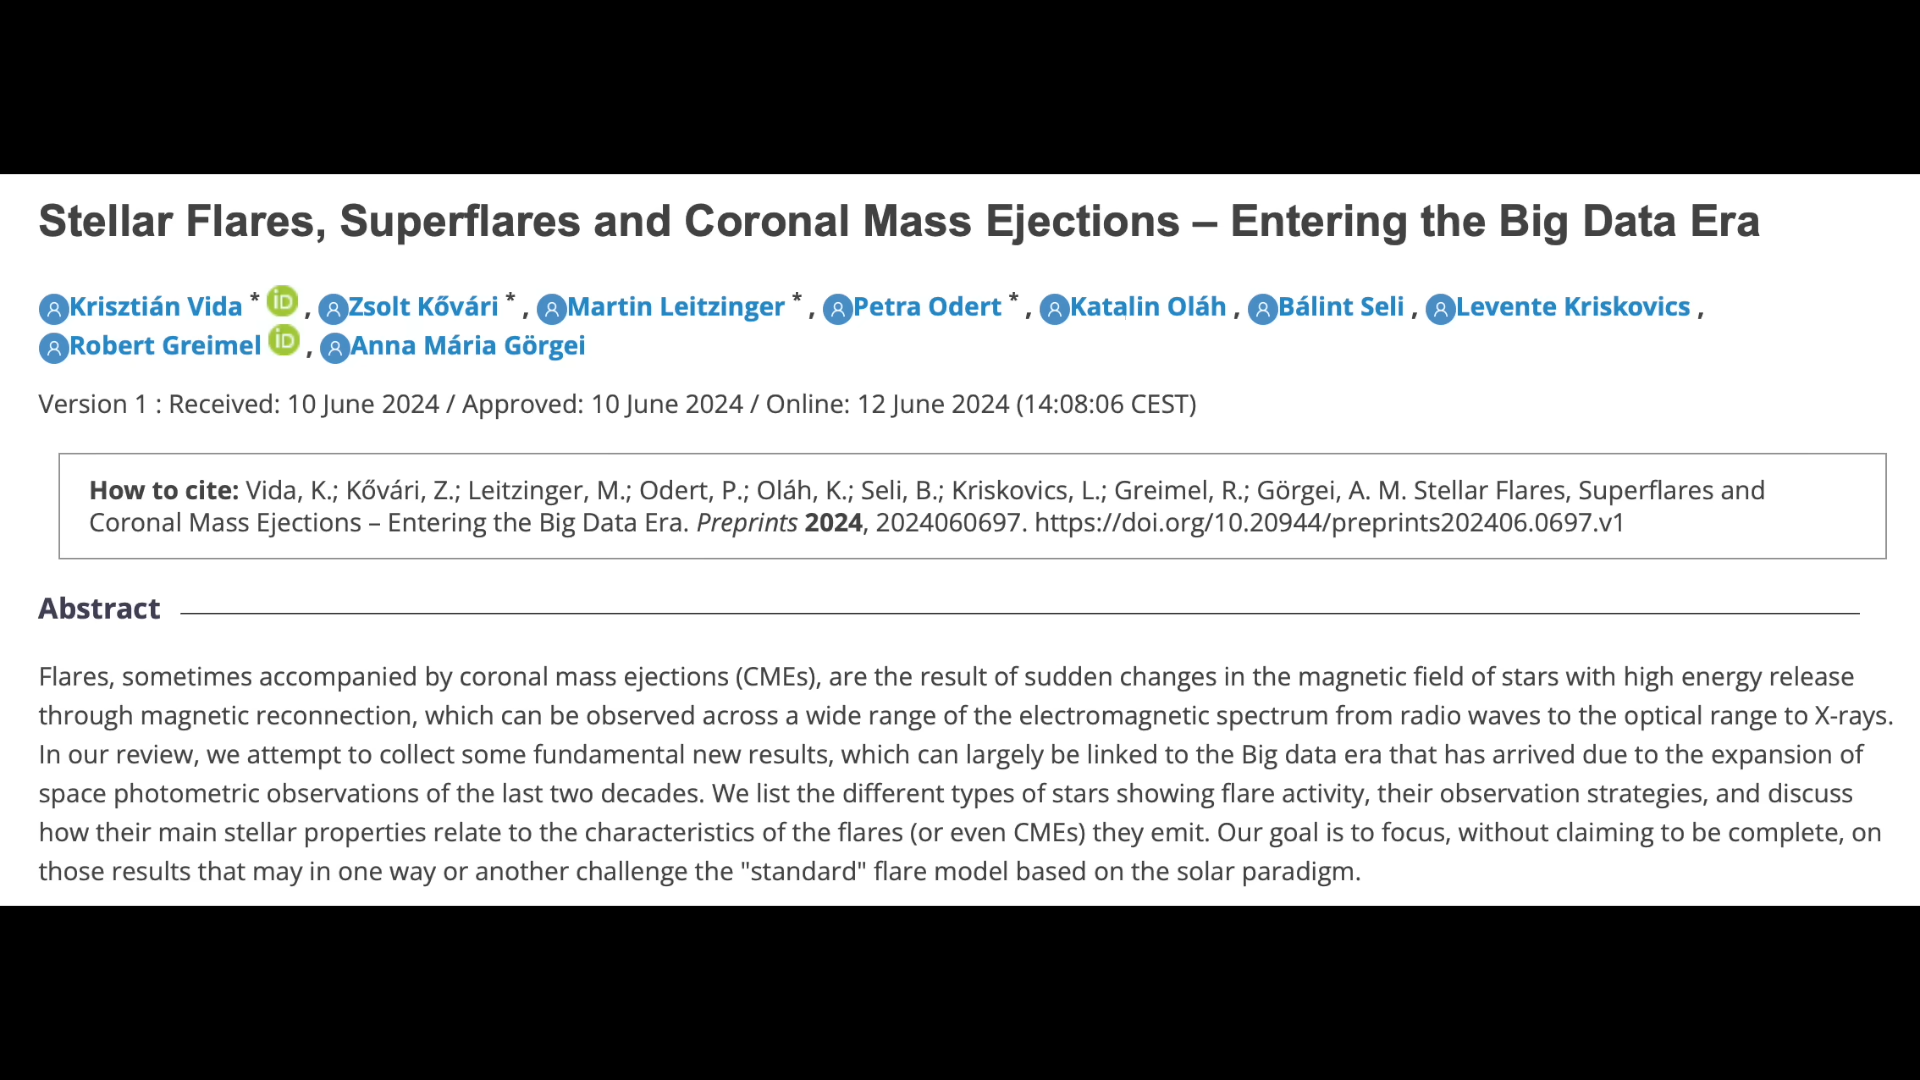 Stellar Flares, Superflares and Coronal Mass Ejections – Entering the Big Data Era
Krisztián Vida * iD , Zsolt Kővári * , Martin Leitzinger * , Petra Odert * , Katalin Oláh , Bálint Seli , Levente Kriskovics ,
Robert Greimel iD , Anna Mária Görgei
Version 1 : Received: 10 June 2024 / Approved: 10 June 2024 / Online: 12 June 2024 (14:08:06 CEST)
How to cite: Vida, K.; Kővári, Z.; Leitzinger, M.; Odert, P.; Oláh, K.; Seli, B.; Kriskovics, L.; Greimel, R.; Görgei, A. M. Stellar Flares, Superflares and
Coronal Mass Ejections – Entering the Big Data Era. Preprints 2024, 2024060697. https://doi.org/10.20944/preprints202406.0697.v1
Abstract
Flares, sometimes accompanied by coronal mass ejections (CMEs), are the result of sudden changes in the magnetic field of stars with high energy release
through magnetic reconnection, which can be observed across a wide range of the electromagnetic spectrum from radio waves to the optical range to X-rays.
In our review, we attempt to collect some fundamental new results, which can largely be linked to the Big data era that has arrived due to the expansion of
space photometric observations of the last two decades. We list the different types of stars showing flare activity, their observation strategies, and discuss
how their main stellar properties relate to the characteristics of the flares (or even CMEs) they emit. Our goal is to focus, without claiming to be complete, on
those results that may in one way or another challenge the "standard" flare model based on the solar paradigm.